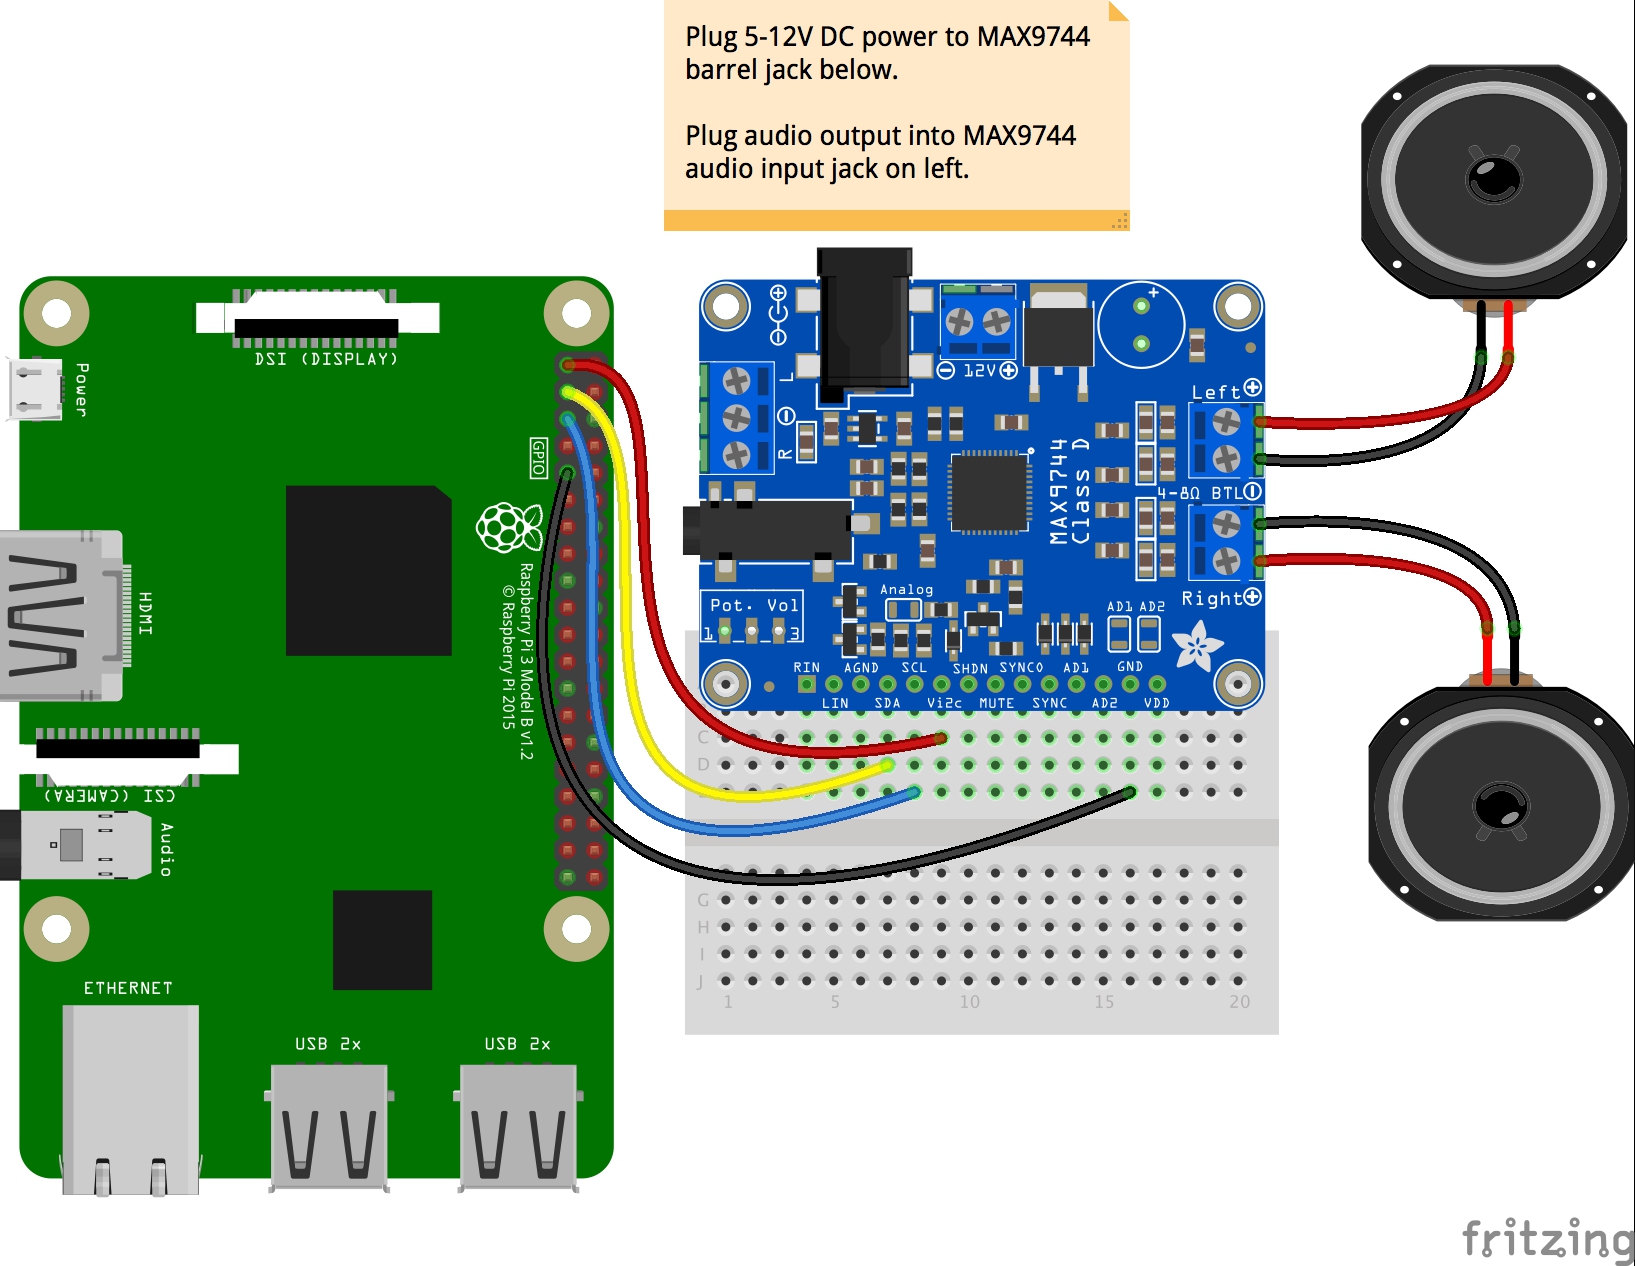 Plug 5-12V DC power to MAX9744
barrel jack below.
Plug audio output into MAX9744
audio input jack on left.
DSI (DISPLAY)
Power
GPIO
HDMI
Raspberry Pi 3 Model B v1.2
© Raspberry Pi 2015
CSI (CAMERA)
Audio
ETHERNET
USB 2x
USB 2x
+
12V
L
R
Left
MAX9744
Class D
4-8Ω BTL
Right
Pot. Vol
1 3
Analog
AD1 AD2
RIN AGND SCL SHDN SYNCO AD1 GND
LIN SDA Vi2c MUTE SYNC AD2 VDD
C
D
G
H
I
J
1 5 10 15 20
fritzing